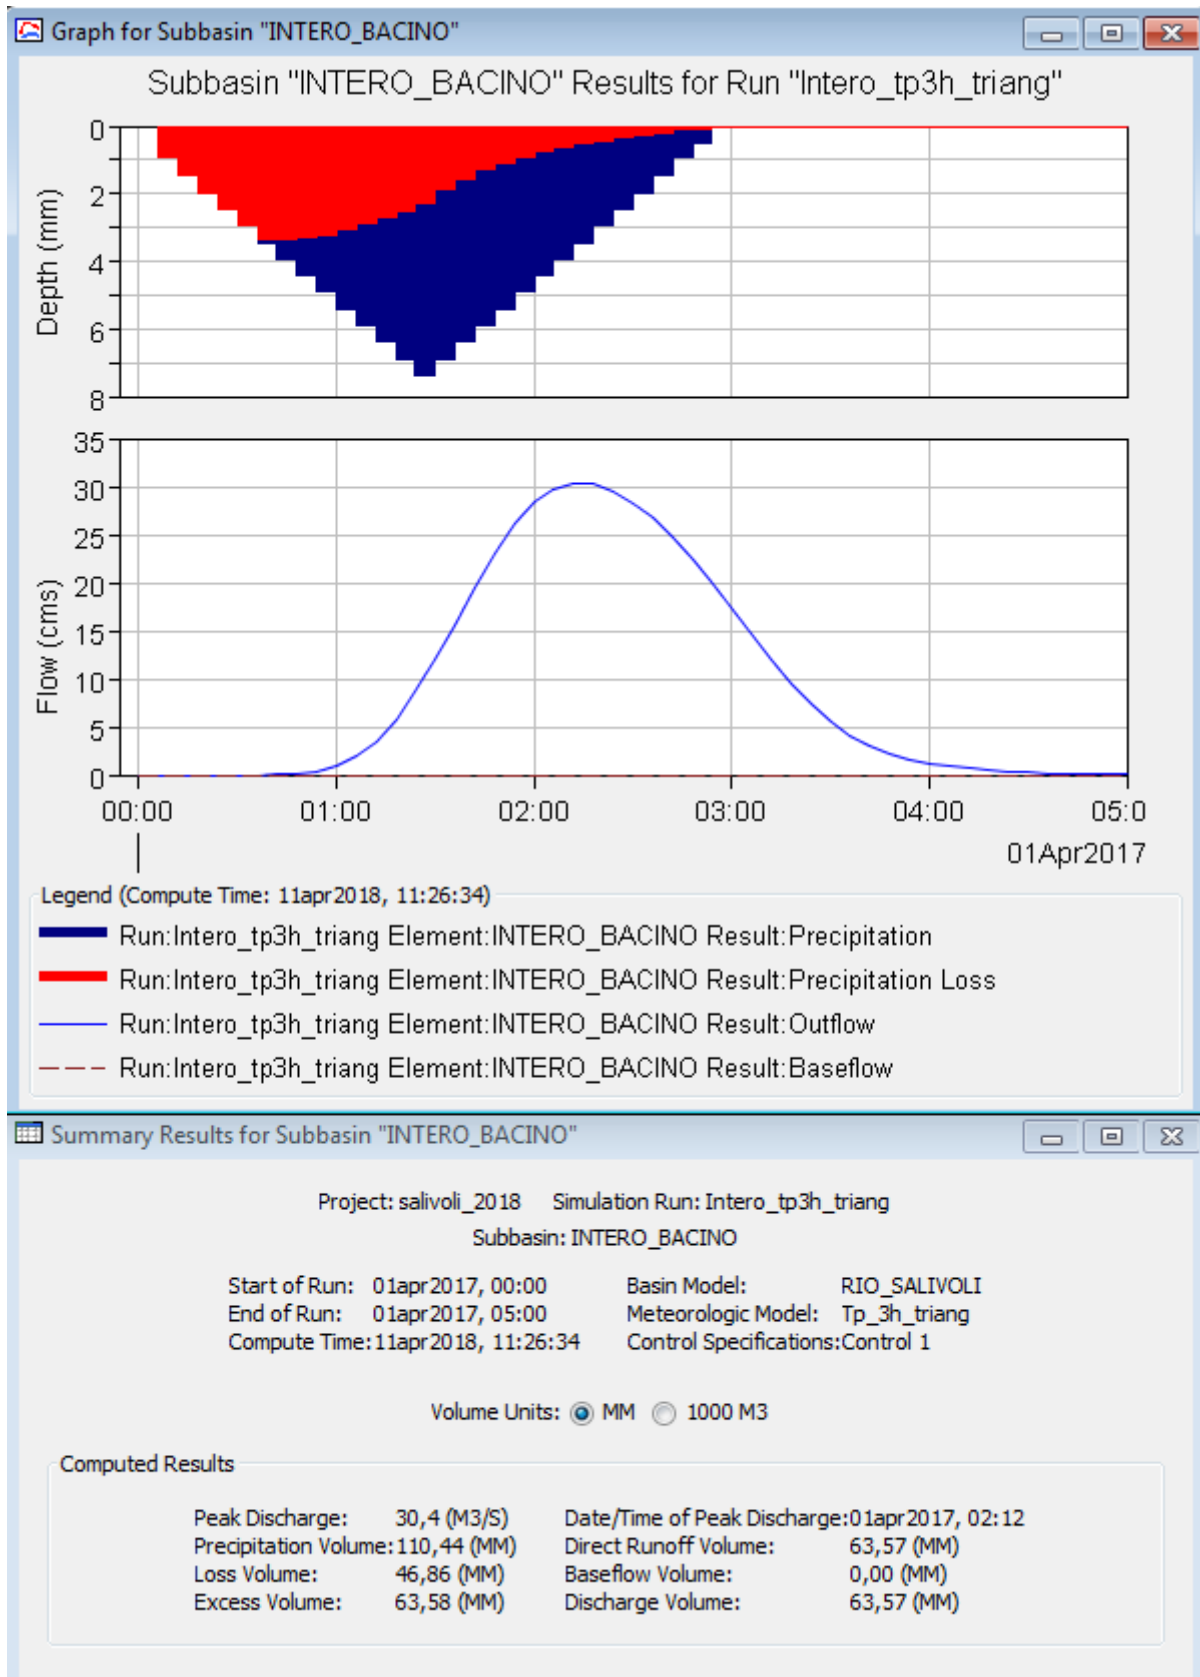 Graph for Subbasin "INTERO_BACINO"
Subbasin "INTERO_BACINO" Results for Run "Intero_tp3h_triang"
Depth (mm)
0
2
4
6
8
Flow (cms)
35
30
25
20
15
10
5
0
00:00 01:00 02:00 03:00 04:00 05:0
01Apr2017
Legend (Compute Time: 11apr2018, 11:26:34)
Run:Intero_tp3h_triang Element:INTERO_BACINO Result:Precipitation
Run:Intero_tp3h_triang Element:INTERO_BACINO Result:Precipitation Loss
Run:Intero_tp3h_triang Element:INTERO_BACINO Result:Outflow
Run:Intero_tp3h_triang Element:INTERO_BACINO Result:Baseflow
Summary Results for Subbasin "INTERO_BACINO"
Project: salivoli_2018 Simulation Run: Intero_tp3h_triang
Subbasin: INTERO_BACINO
Start of Run: 01apr2017, 00:00 Basin Model: RIO_SALIVOLI
End of Run: 01apr2017, 05:00 Meteorologic Model: Tp_3h_triang
Compute Time:11apr2018, 11:26:34 Control Specifications:Control 1
Volume Units: MM 1000 M3
Computed Results
Peak Discharge: 30,4 (M3/S) Date/Time of Peak Discharge:01apr2017, 02:12
Precipitation Volume:110,44 (MM) Direct Runoff Volume: 63,57 (MM)
Loss Volume: 46,86 (MM) Baseflow Volume: 0,00 (MM)
Excess Volume: 63,58 (MM) Discharge Volume: 63,57 (MM)